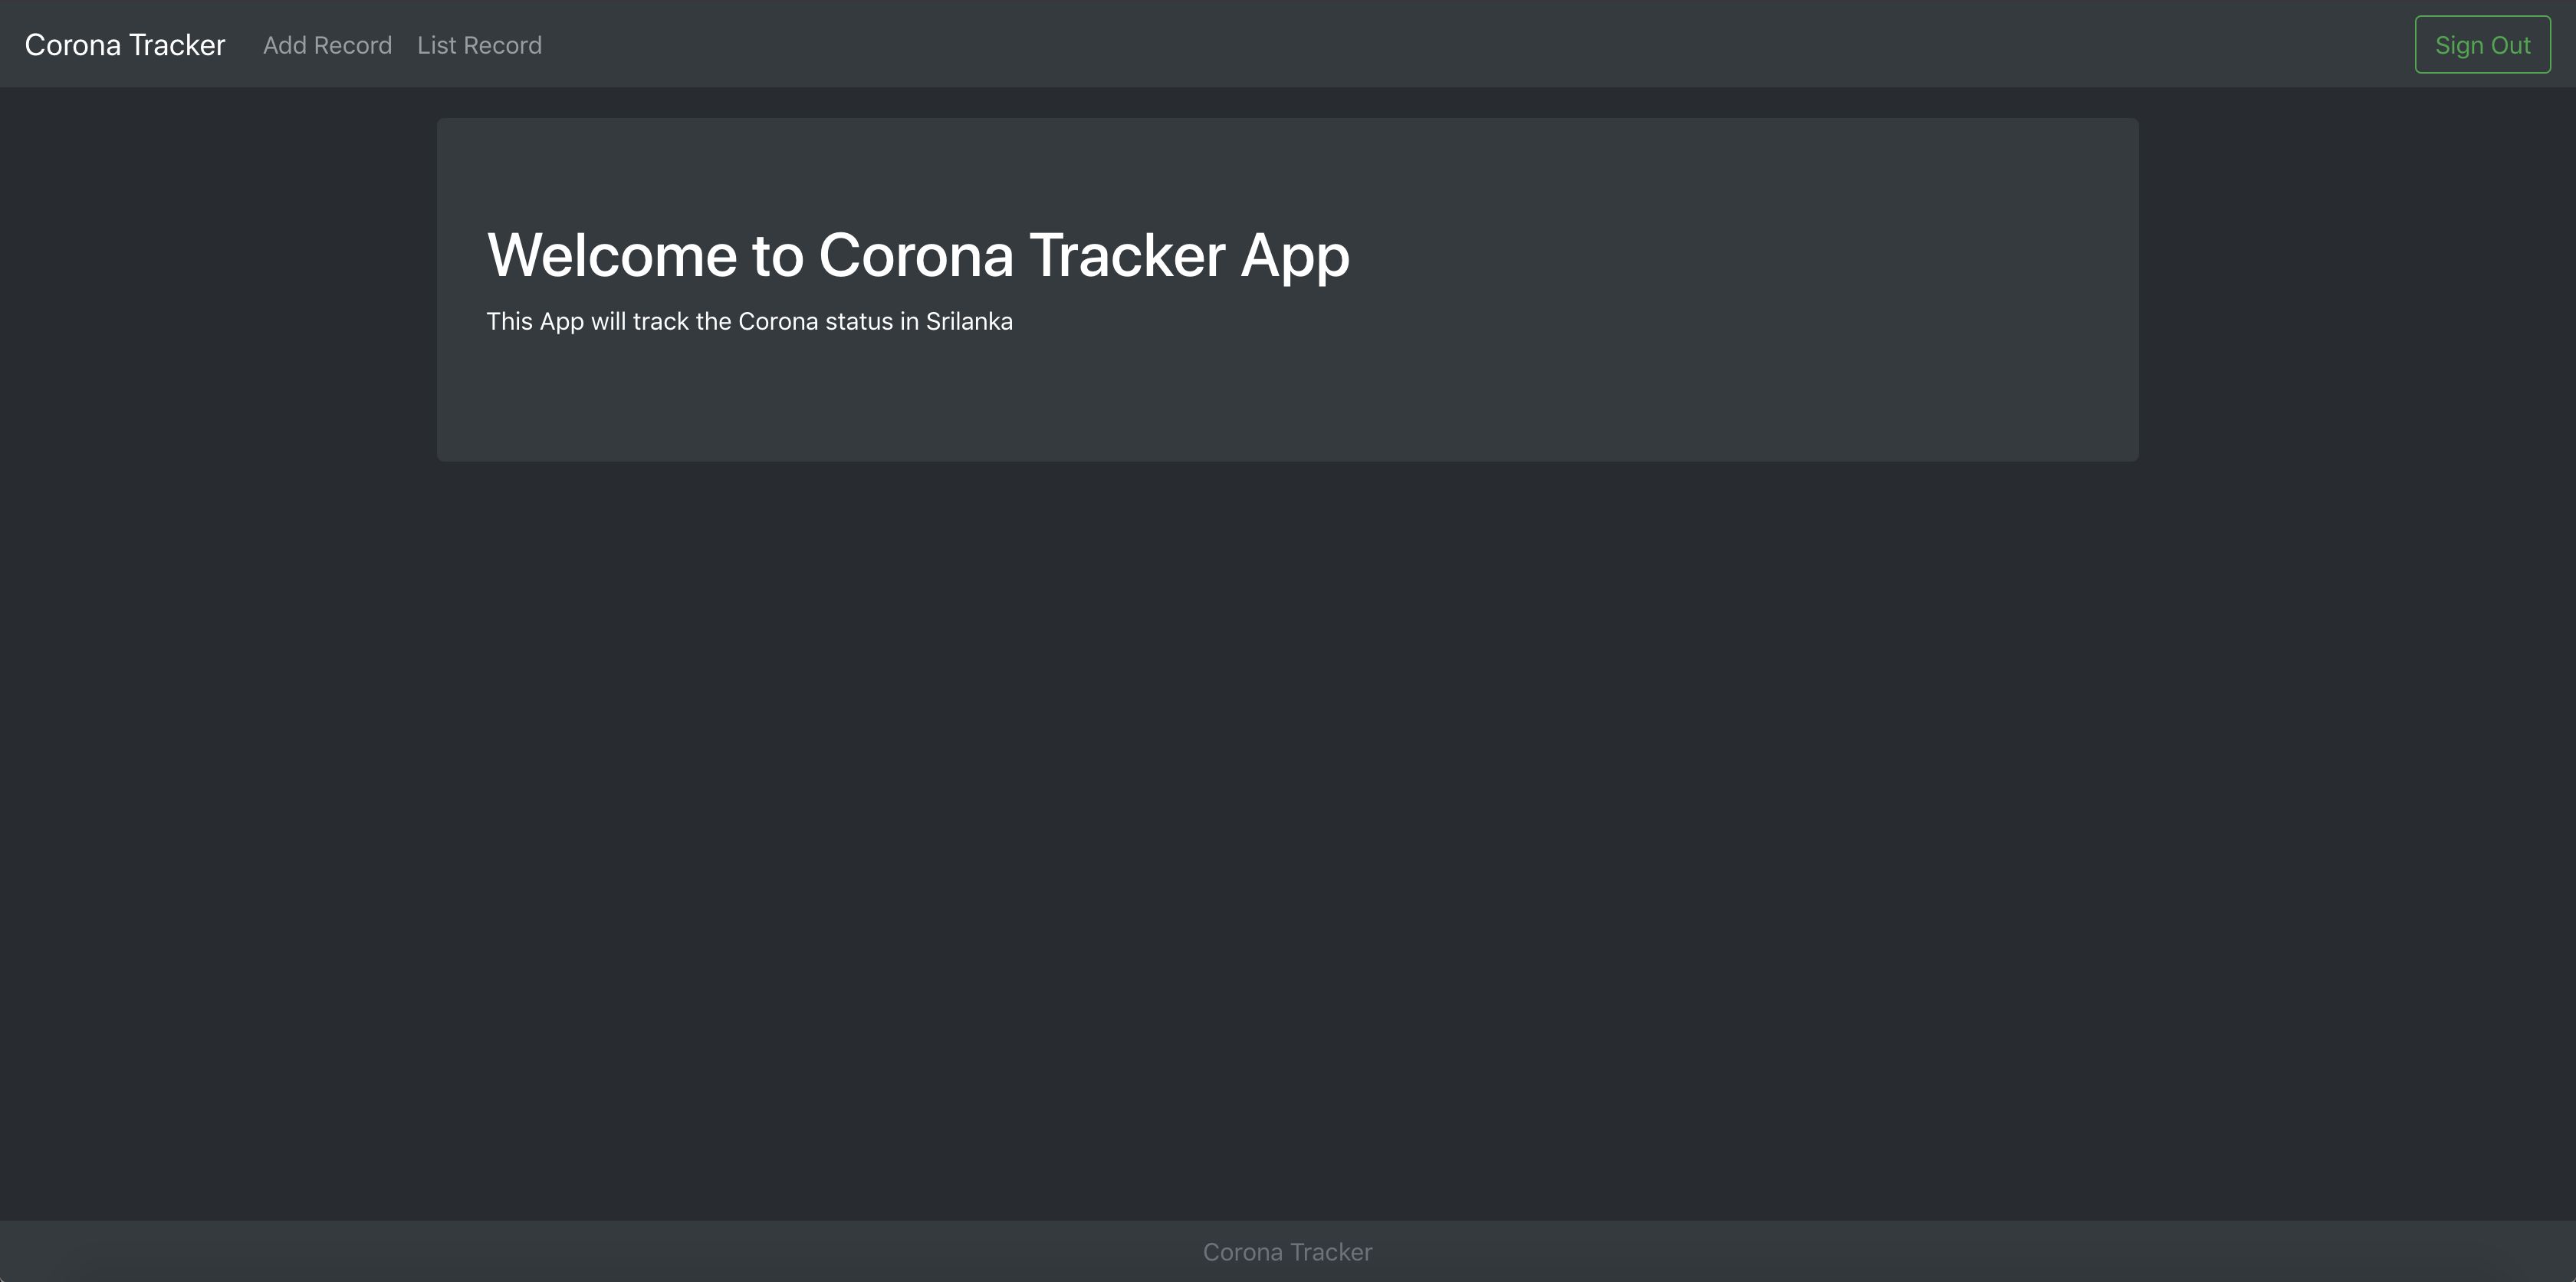 Corona Tracker Add Record List Record Sign Out
Welcome to Corona Tracker App
This App will track the Corona status in Srilanka
Corona Tracker